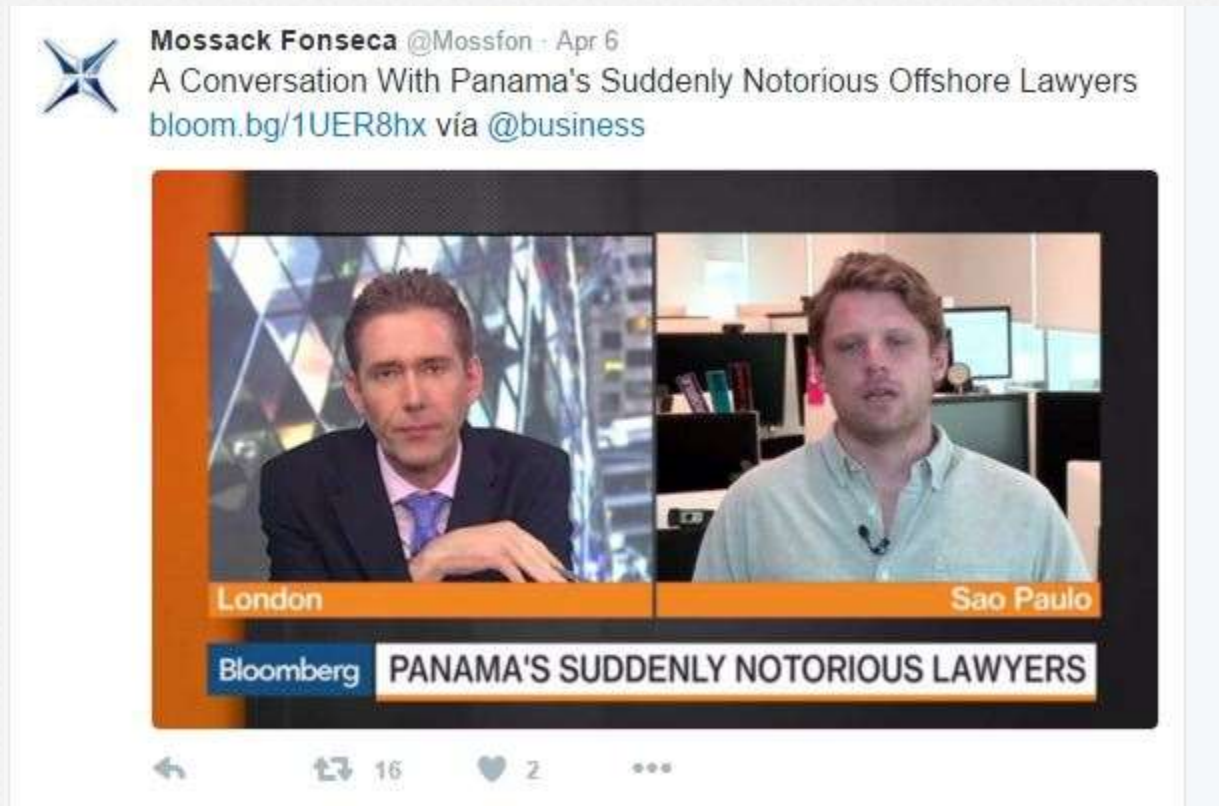 Mossack Fonseca @Mossfon · Apr 6
A Conversation With Panama's Suddenly Notorious Offshore Lawyers
bloom.bg/1UER8hx vía @business
London
Sao Paulo
Bloomberg PANAMA'S SUDDENLY NOTORIOUS LAWYERS
16 2